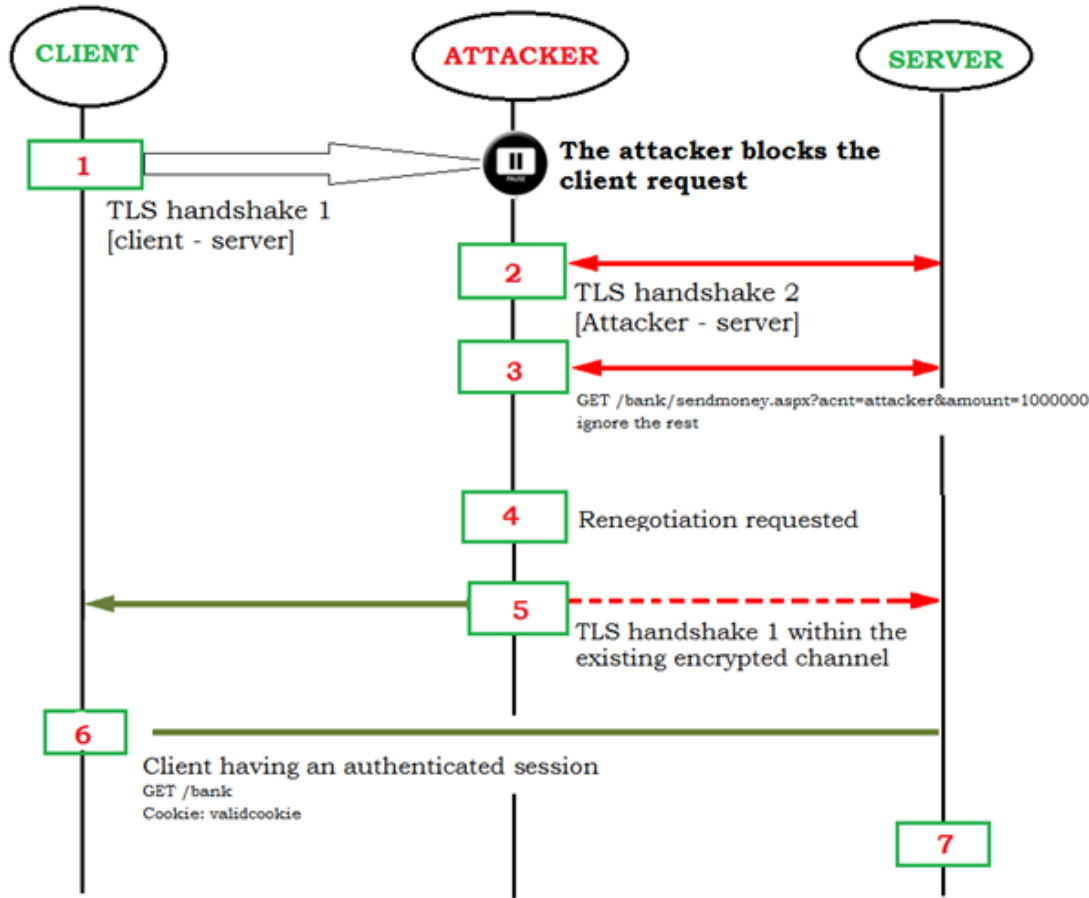 CLIENT
ATTACKER
SERVER
1
PAUSE
The attacker blocks the
client request
TLS handshake 1
[client - server]
2
TLS handshake 2
[Attacker - server]
3
GET /bank/sendmoney.aspx?acnt=attacker&amount=1000000
ignore the rest
4
Renegotiation requested
5
TLS handshake 1 within the
existing encrypted channel
6
Client having an authenticated session
GET /bank
Cookie: validcookie
7